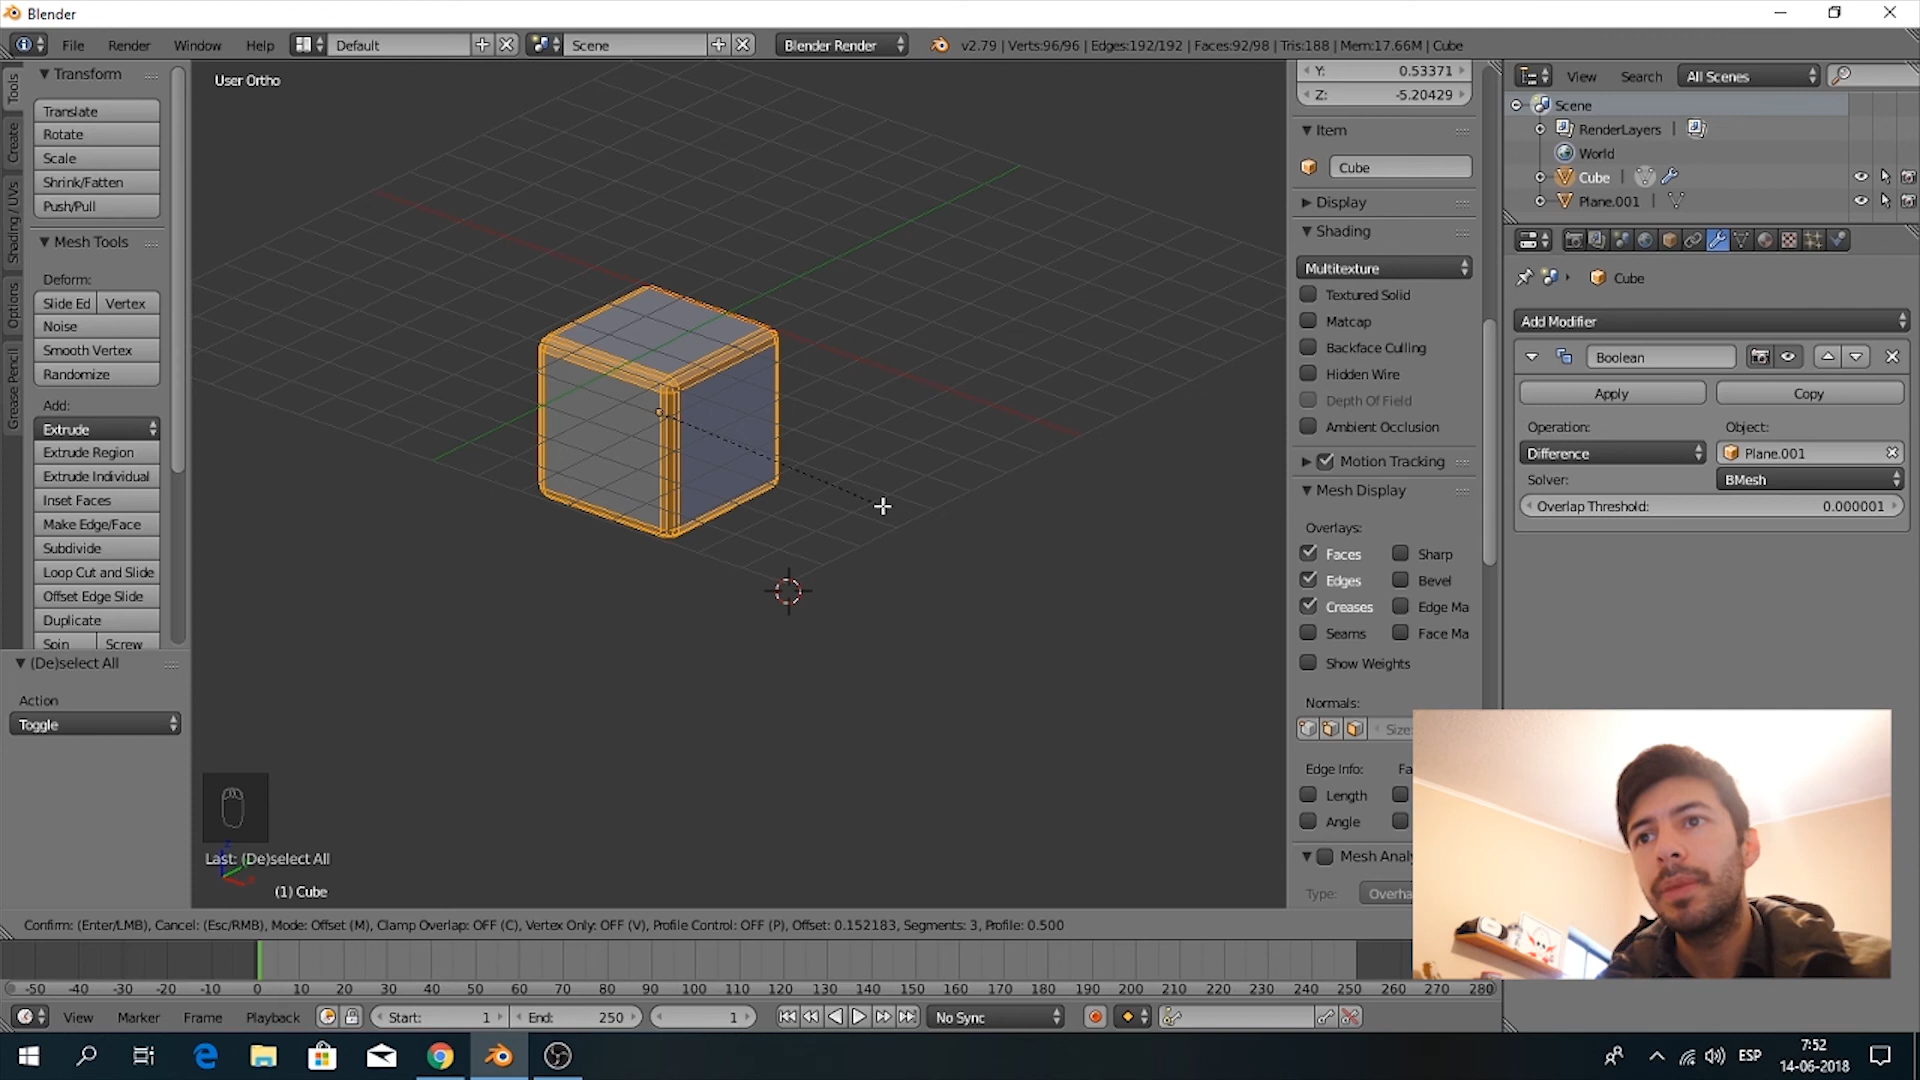 Blender
File Render Window Help Default Scene Blender Render v2.79 | Verts:96/96 | Edges:192/192 | Faces:92/98 | Tris:188 | Mem:17.66M | Cube
Tools
Create
Shading / UVs
Options
Grease Pencil
Transform
Translate
Rotate
Scale
Shrink/Fatten
Push/Pull
Mesh Tools
Deform:
Slide Ed Vertex
Noise
Smooth Vertex
Randomize
Add:
Extrude
Extrude Region
Extrude Individual
Inset Faces
Make Edge/Face
Subdivide
Loop Cut and Slide
Offset Edge Slide
Duplicate
Spin Screw
(De)select All
Action
Toggle
User Ortho
Last: (De)select All
(1) Cube
Y: 0.53371
Z: -5.20429
Item
Cube
Display
Shading
Multitexture
Textured Solid
Matcap
Backface Culling
Hidden Wire
Depth Of Field
Ambient Occlusion
Motion Tracking
Mesh Display
Overlays:
Faces Sharp
Edges Bevel
Creases Edge Ma
Seams Face Ma
Show Weights
Normals:
Size:
Edge Info: Fa
Length
Angle
Mesh Analy
Type: Overha
View Search All Scenes
Scene
RenderLayers |
World
Cube |
Plane.001 |
Cube
Add Modifier
Boolean
Apply Copy
Operation: Object:
Difference Plane.001
Solver:
BMesh
Overlap Threshold: 0.000001
Confirm: (Enter/LMB), Cancel: (Esc/RMB), Mode: Offset (M), Clamp Overlap: OFF (C), Vertex Only: OFF (V), Profile Control: OFF (P), Offset: 0.152183, Segments: 3, Profile: 0.500
-50 -40 -30 -20 -10 0 10 20 30 40 50 60 70 80 90 100 110 120 130 140 150 160 170 180 190 200 210 220 230 240 250 260 270 280
View Marker Frame Playback Start: 1 End: 250 1 No Sync
ESP
7:52
14-06-2018